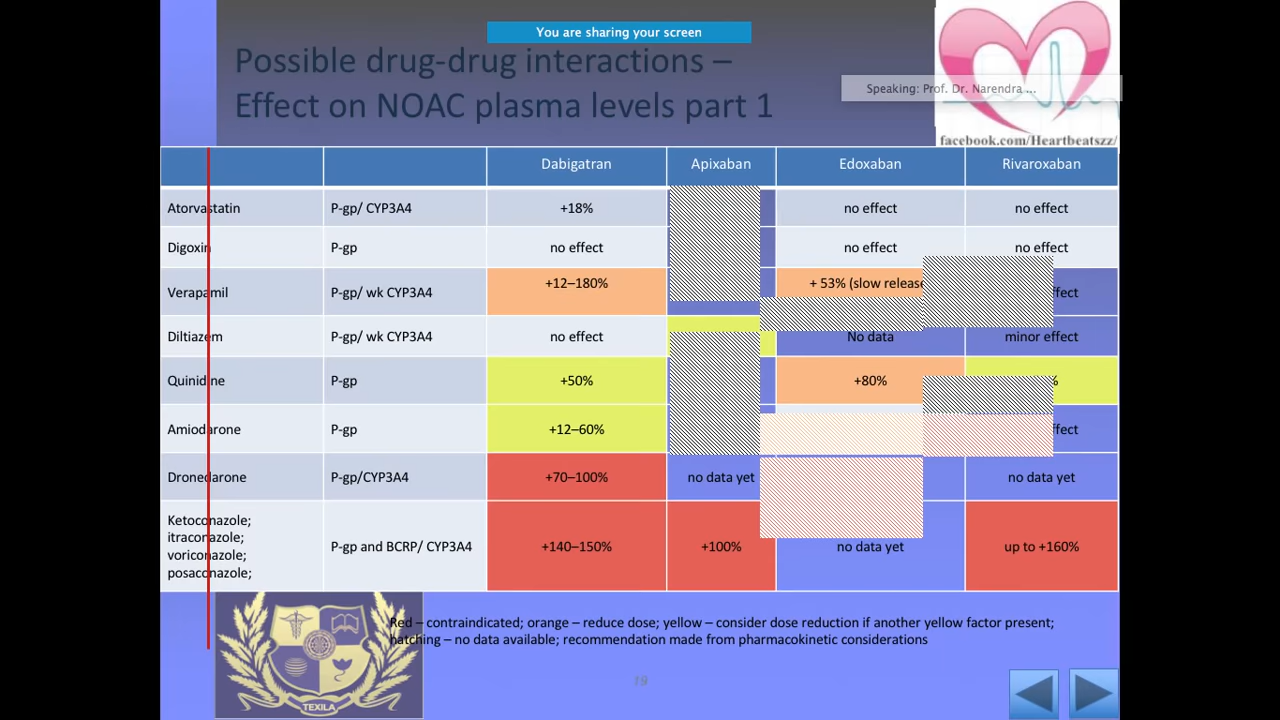 You are sharing your screen
Possible drug-drug interactions –
Effect on NOAC plasma levels part 1
Speaking: Prof. Dr. Narendra ...
facebook.com/Heartbeatszz/
Dabigatran Apixaban Edoxaban Rivaroxaban
Atorvastatin P-gp/ CYP3A4 +18% no effect no effect
Digoxin P-gp no effect no effect no effect
Verapamil P-gp/ wk CYP3A4 +12–180% + 53% (slow release
Diltiazem P-gp/ wk CYP3A4 no effect No data minor effect
Quinidine P-gp +50% +80% %
Amiodarone P-gp +12–60%
Dronedarone P-gp/CYP3A4 +70–100% no data yet no data yet
Ketoconazole;
itraconazole;
voriconazole;
posaconazole;
P-gp and BCRP/ CYP3A4 +140–150% +100% no data yet up to +160%
Red – contraindicated; orange – reduce dose; yellow – consider dose reduction if another yellow factor present;
hatching – no data available; recommendation made from pharmacokinetic considerations
TEXILA
19